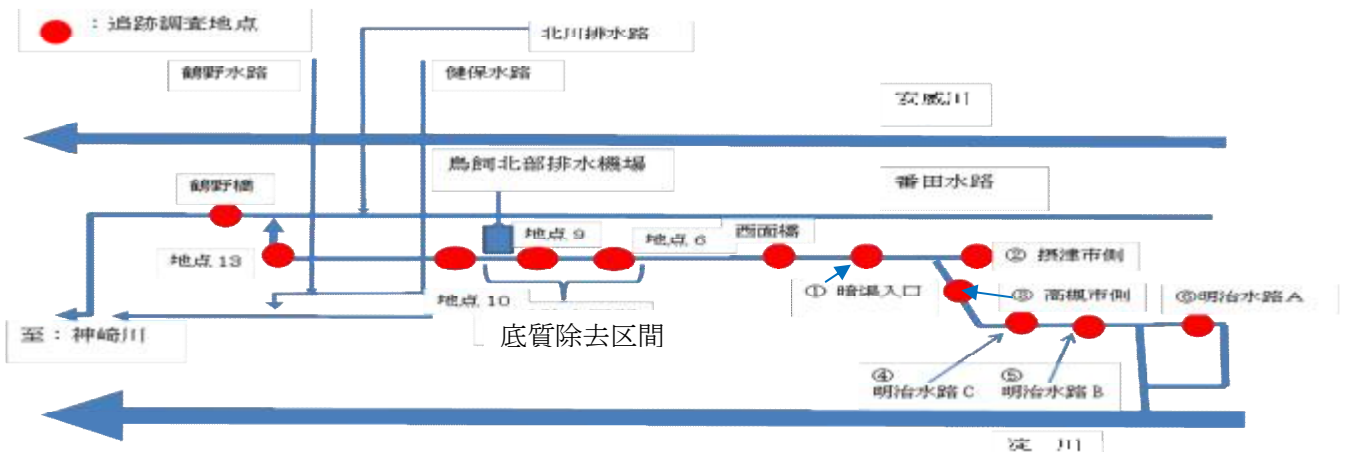 ：追跡調査地点
北川排水路
鶴野水路
健保水路
安威川
鳥飼北部排水機場
番田水路
鶴野橋
地点 9
地点 6
西面橋
地点 13
② 摂津市側
地点 10
① 暗渠入口
③ 高槻市側
⑥明治水路A
至：神崎川
底質除去区間
④
明治水路 C
⑤
明治水路 B
淀 川